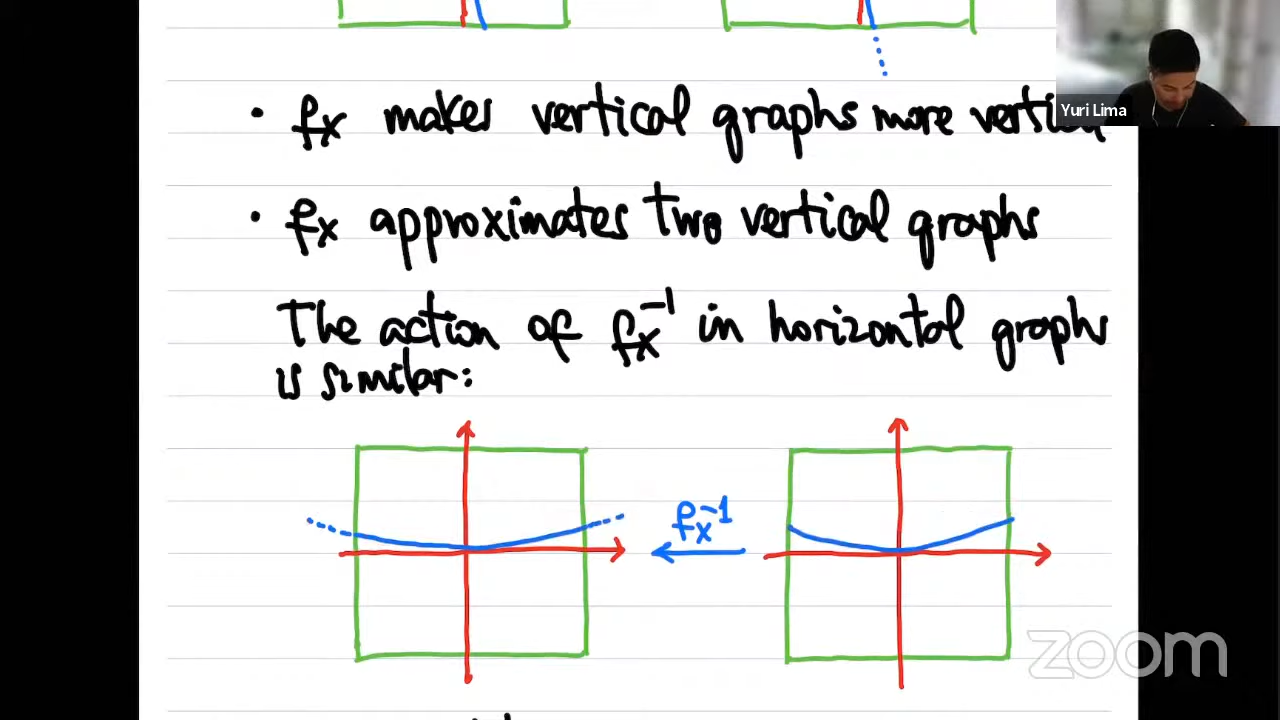 Yuri Lima
• fx makes vertical graphs more vertical
• fx approximates two vertical graphs
The action of fx⁻¹ in horizontal graphs
is similar:
fx⁻¹
zoom